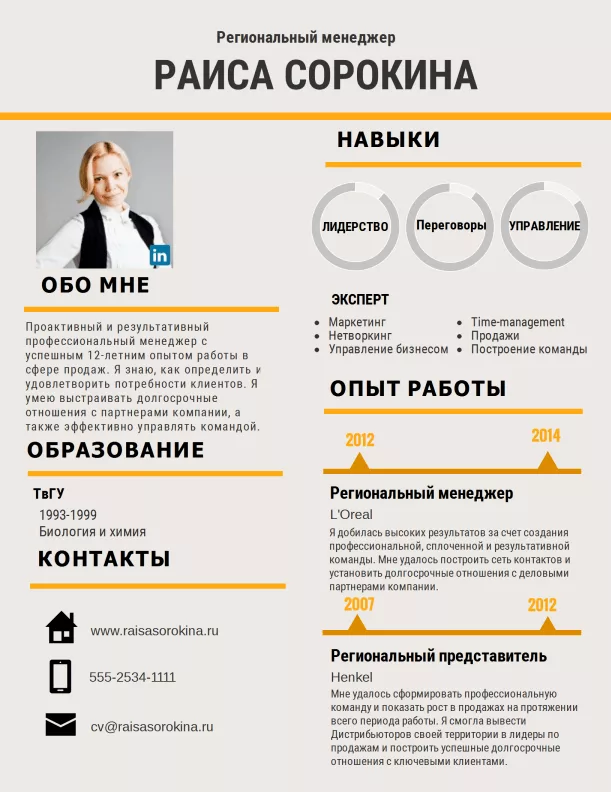 Региональный менеджер
РАИСА СОРОКИНА
in
ОБО МНЕ
Проактивный и результативный
профессиональный менеджер с
успешным 12-летним опытом работы в
сфере продаж. Я знаю, как определить и
удовлетворить потребности клиентов. Я
умею выстраивать долгосрочные
отношения с партнерами компании, а
также эффективно управлять командой.
ОБРАЗОВАНИЕ
ТвГУ
1993-1999
Биология и химия
КОНТАКТЫ
www.raisasorokina.ru
555-2534-1111
cv@raisasorokina.ru
НАВЫКИ
ЛИДЕРСТВО
Переговоры
УПРАВЛЕНИЕ
ЭКСПЕРТ
• Маркетинг
• Нетворкинг
• Управление бизнесом
• Time-management
• Продажи
• Построение команды
ОПЫТ РАБОТЫ
2012
2014
Региональный менеджер
L'Oreal
Я добилась высоких результатов за счет создания
профессиональной, сплоченной и результативной
команды. Мне удалось построить сеть контактов и
установить долгосрочные отношения с деловыми
партнерами компании.
2007
2012
Региональный представитель
Henkel
Мне удалось сформировать профессиональную
команду и показать рост в продажах на протяжении
всего периода работы. Я смогла вывести
Дистрибьюторов своей территории в лидеры по
продажам и построить успешные долгосрочные
отношения с ключевыми клиентами.